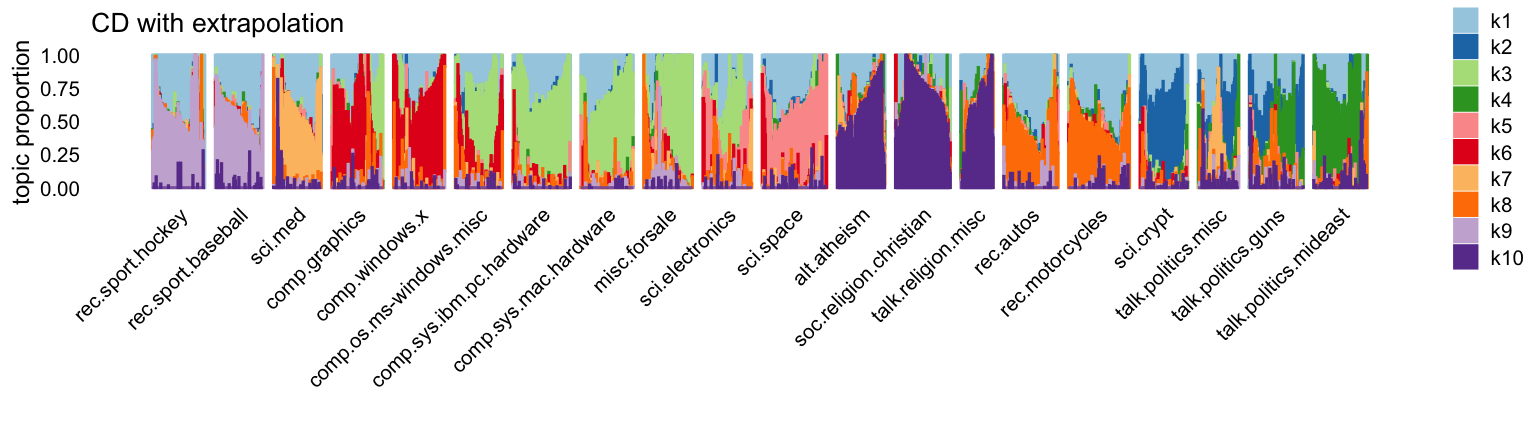 CD with extrapolation
topic proportion
1.00
0.75
0.50
0.25
0.00
rec.sport.hockey
rec.sport.baseball
sci.med
comp.graphics
comp.windows.x
comp.os.ms-windows.misc
comp.sys.ibm.pc.hardware
comp.sys.mac.hardware
misc.forsale
sci.electronics
sci.space
alt.atheism
soc.religion.christian
talk.religion.misc
rec.autos
rec.motorcycles
sci.crypt
talk.politics.misc
talk.politics.guns
talk.politics.mideast
k1
k2
k3
k4
k5
k6
k7
k8
k9
k10